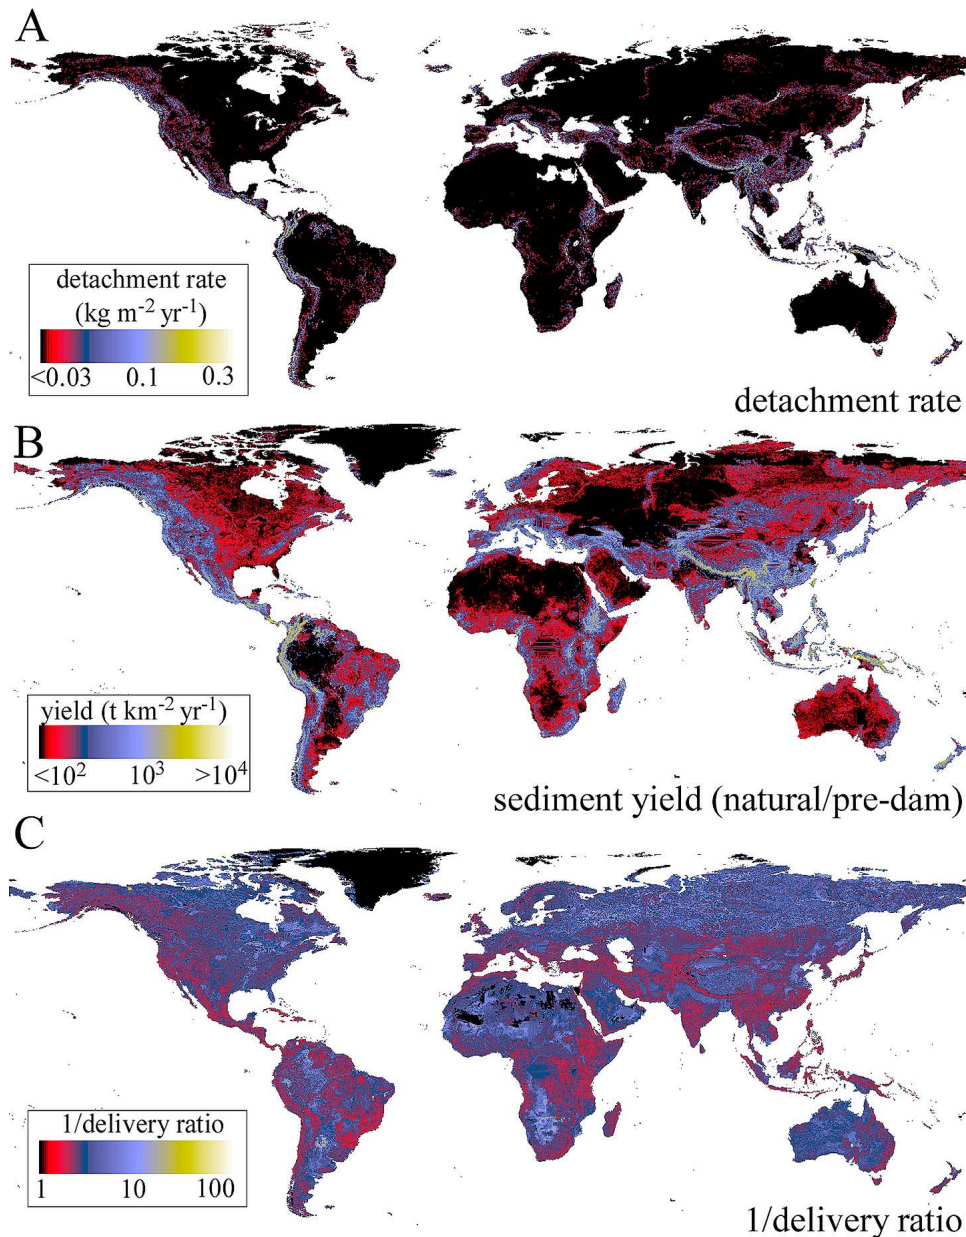 A
detachment rate
(kg m⁻² yr⁻¹)
<0.03 0.1 0.3
detachment rate
B
yield (t km⁻² yr⁻¹)
<10² 10³ >10⁴
sediment yield (natural/pre-dam)
C
1/delivery ratio
1 10 100
1/delivery ratio